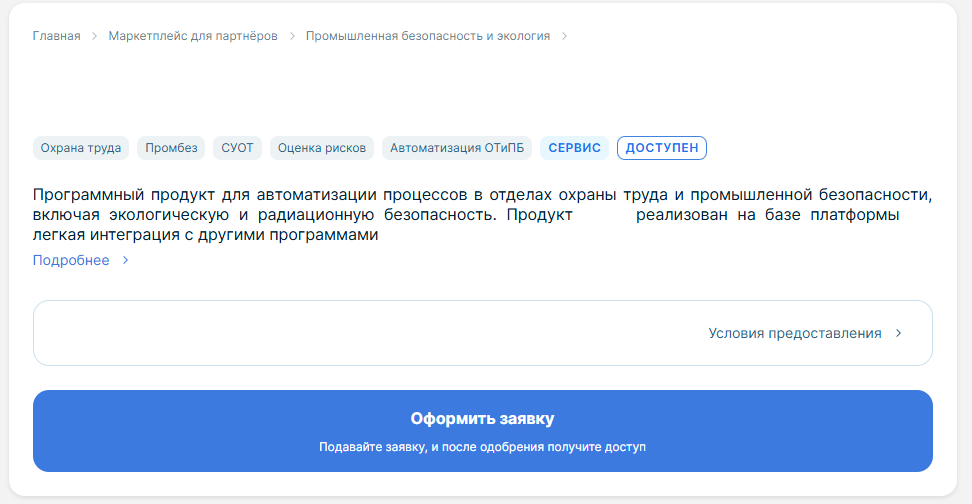 Главная > Маркетплейс для партнёров > Промышленная безопасность и экология >
Охрана труда Промбез СУОТ Оценка рисков Автоматизация ОТиПБ СЕРВИС ДОСТУПЕН
Программный продукт для автоматизации процессов в отделах охраны труда и промышленной безопасности,
включая экологическую и радиационную безопасность. Продукт реализован на базе платформы
легкая интеграция с другими программами
Подробнее >
Условия предоставления >
Оформить заявку
Подавайте заявку, и после одобрения получите доступ